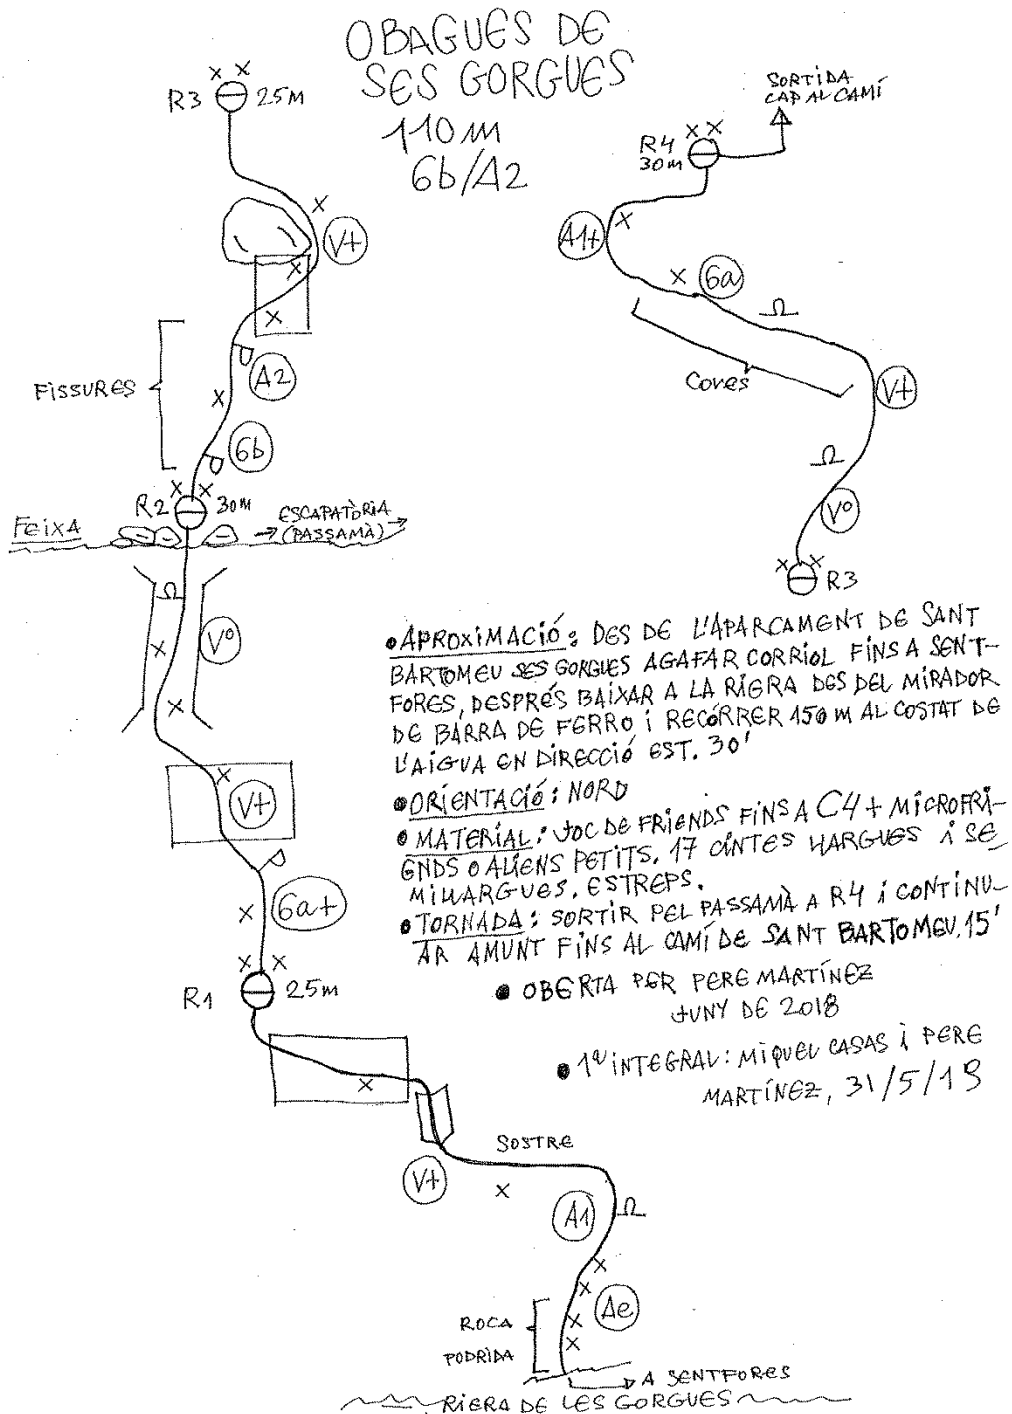 OBAGUES DE
SES GORGUES
110m
6b/A2
R3 25M
V+
FISSURES
A2
6b
R2 30M
FEIXA
ESCAPATÒRIA
(PASSAMÀ)
Vº
V+
6a+
R1 25m
SOSTRE
V+
A1
Ae
ROCA
PODRIDA
A SENTFORES
RIERA DE LES GORGUES
SORTIDA
CAP AL CAMÍ
R4
30M
A1+
6a
Coves
V+
Vº
R3
• APROXIMACIÓ: DES DE L'APARCAMENT DE SANT
BARTOMEU SES GORGUES AGAFAR CORRIOL FINS A SENT-
FORES, DESPRÉS BAIXAR A LA RIERA DES DEL MIRADOR
DE BARRA DE FERRO i RECÓRRER 150 M AL COSTAT DE
L'AIGUA EN DIRECCIÓ EST. 30'
• ORIENTACIÓ: NORD
• MATERIAL: JOC DE FRIENDS FINS A C4 + MICROFRI-
ENDS O ALIENS PETITS. 17 CINTES LLARGUES i SE
MILLARGUES. ESTREPS.
• TORNADA: SORTIR PEL PASSAMÀ A R4 i CONTINU-
AR AMUNT FINS AL CAMÍ DE SANT BARTOMEU. 15'
• OBERTA PER PERE MARTÍNEZ
JUNY DE 2018
• 1ª INTEGRAL: MIQUEL CASAS i PERE
MARTÍNEZ, 31/5/19